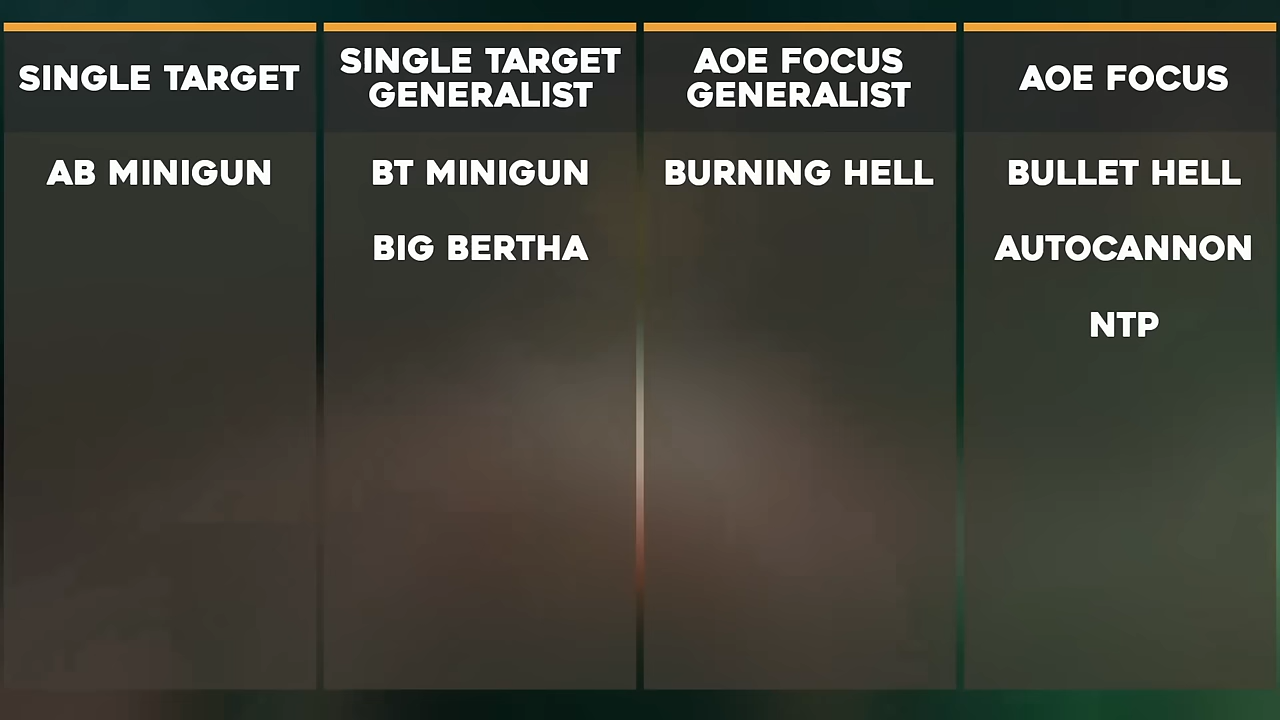 SINGLE TARGET
AB MINIGUN
SINGLE TARGET
GENERALIST
BT MINIGUN
BIG BERTHA
AOE FOCUS
GENERALIST
BURNING HELL
AOE FOCUS
BULLET HELL
AUTOCANNON
NTP